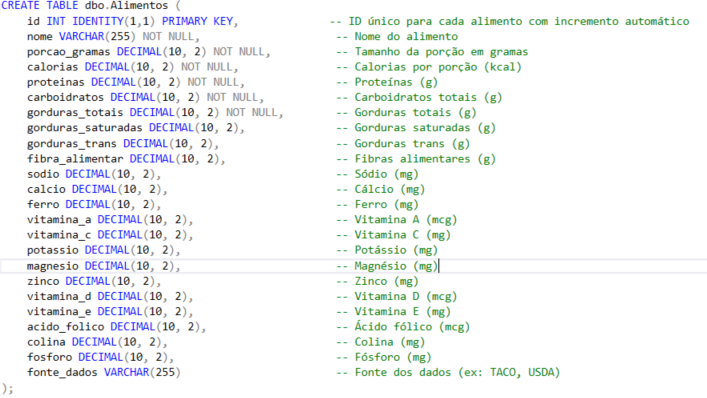 CREATE TABLE dbo.Alimentos (
    id INT IDENTITY(1,1) PRIMARY KEY,              -- ID único para cada alimento com incremento automático
    nome VARCHAR(255) NOT NULL,                     -- Nome do alimento
    porcao_gramas DECIMAL(10, 2) NOT NULL,          -- Tamanho da porção em gramas
    calorias DECIMAL(10, 2) NOT NULL,               -- Calorias por porção (kcal)
    proteinas DECIMAL(10, 2) NOT NULL,              -- Proteínas (g)
    carboidratos DECIMAL(10, 2) NOT NULL,           -- Carboidratos totais (g)
    gorduras_totais DECIMAL(10, 2) NOT NULL,        -- Gorduras totais (g)
    gorduras_saturadas DECIMAL(10, 2),              -- Gorduras saturadas (g)
    gorduras_trans DECIMAL(10, 2),                  -- Gorduras trans (g)
    fibra_alimentar DECIMAL(10, 2),                 -- Fibras alimentares (g)
    sodio DECIMAL(10, 2),                           -- Sódio (mg)
    calcio DECIMAL(10, 2),                          -- Cálcio (mg)
    ferro DECIMAL(10, 2),                           -- Ferro (mg)
    vitamina_a DECIMAL(10, 2),                      -- Vitamina A (mcg)
    vitamina_c DECIMAL(10, 2),                      -- Vitamina C (mg)
    potassio DECIMAL(10, 2),                        -- Potássio (mg)
    magnesio DECIMAL(10, 2),                        -- Magnésio (mg)
    zinco DECIMAL(10, 2),                           -- Zinco (mg)
    vitamina_d DECIMAL(10, 2),                      -- Vitamina D (mcg)
    vitamina_e DECIMAL(10, 2),                      -- Vitamina E (mg)
    acido_folico DECIMAL(10, 2),                    -- Ácido fólico (mcg)
    colina DECIMAL(10, 2),                          -- Colina (mg)
    fosforo DECIMAL(10, 2),                         -- Fósforo (mg)
    fonte_dados VARCHAR(255)                        -- Fonte dos dados (ex: TACO, USDA)
);